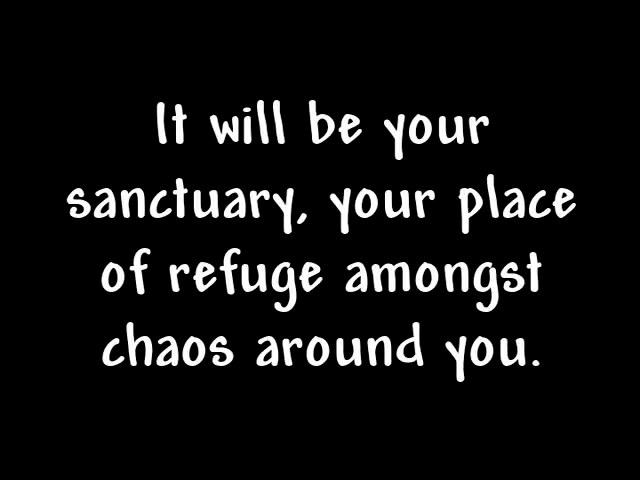 It will be your
sanctuary, your place
of refuge amongst
chaos around you.